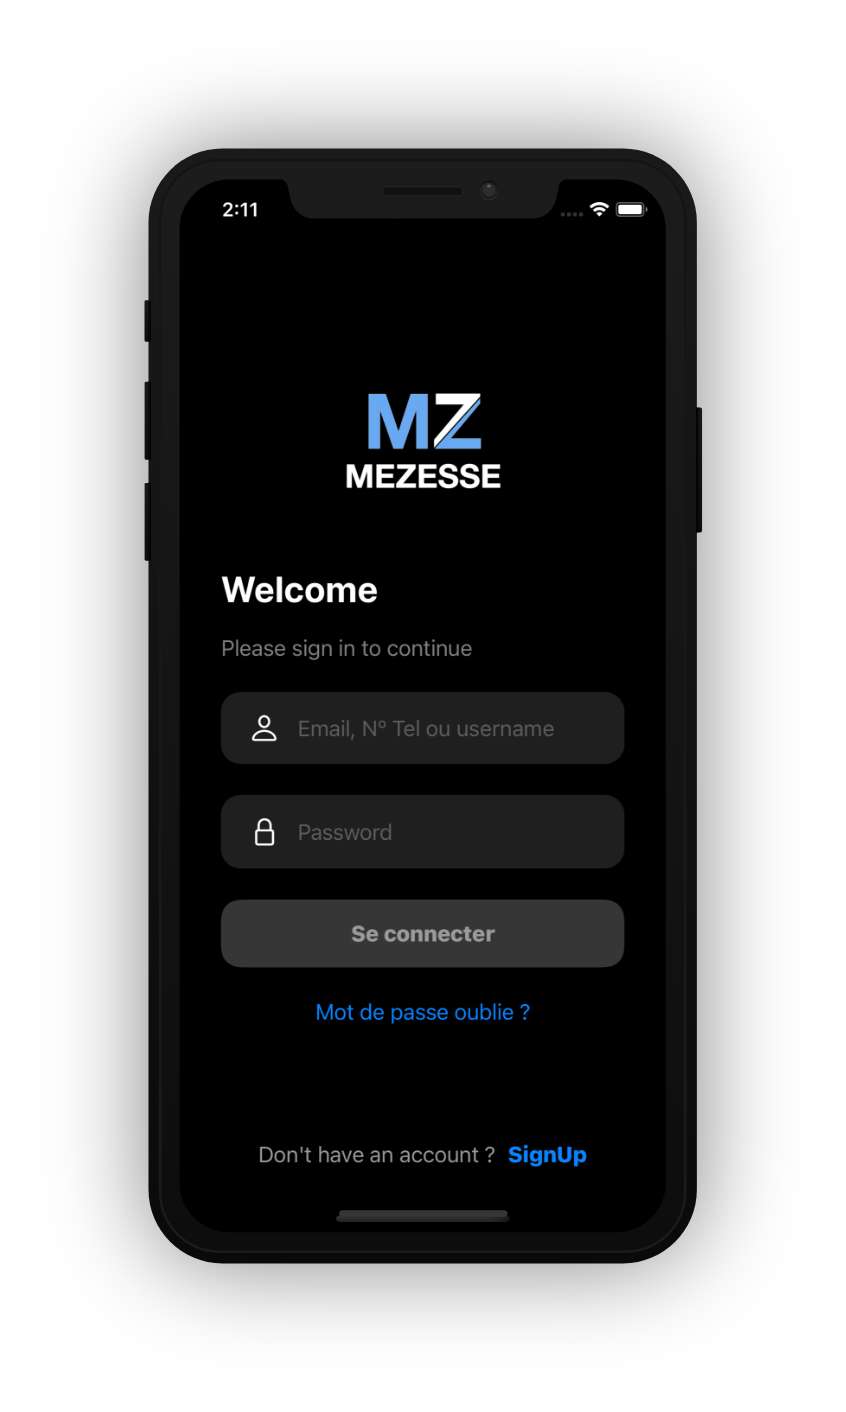 2:11
MZ
MEZESSE
Welcome
Please sign in to continue
Email, Nº Tel ou username
Password
Se connecter
Mot de passe oublie ?
Don't have an account ? SignUp